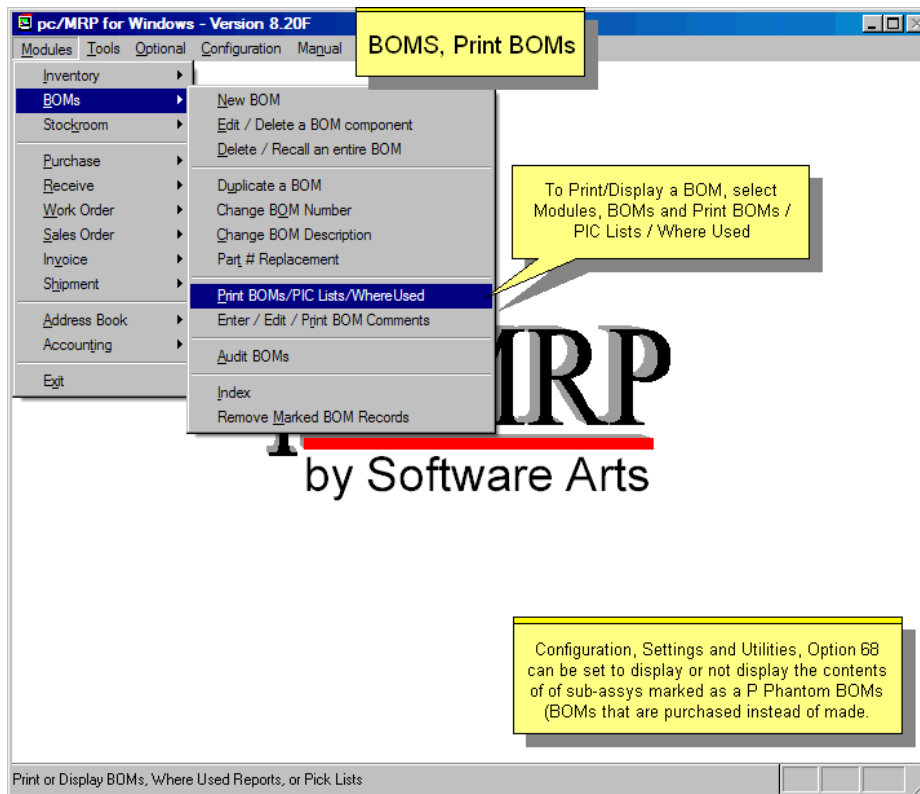 pc/MRP for Windows - Version 8.20F
BOMS, Print BOMs
Modules Tools Optional Configuration Manual
Inventory
BOMs
Stockroom
Purchase
Receive
Work Order
Sales Order
Invoice
Shipment
Address Book
Accounting
Exit
New BOM
Edit / Delete a BOM component
Delete / Recall an entire BOM
Duplicate a BOM
Change BOM Number
Change BOM Description
Part # Replacement
Print BOMs/PIC Lists/WhereUsed
Enter / Edit / Print BOM Comments
Audit BOMs
Index
Remove Marked BOM Records
To Print/Display a BOM, select
Modules, BOMs and Print BOMs /
PIC Lists / Where Used
MRP
by Software Arts
Configuration, Settings and Utilities, Option 68
can be set to display or not display the contents
of of sub-assys marked as a P Phantom BOMs
(BOMs that are purchased instead of made.
Print or Display BOMs, Where Used Reports, or Pick Lists